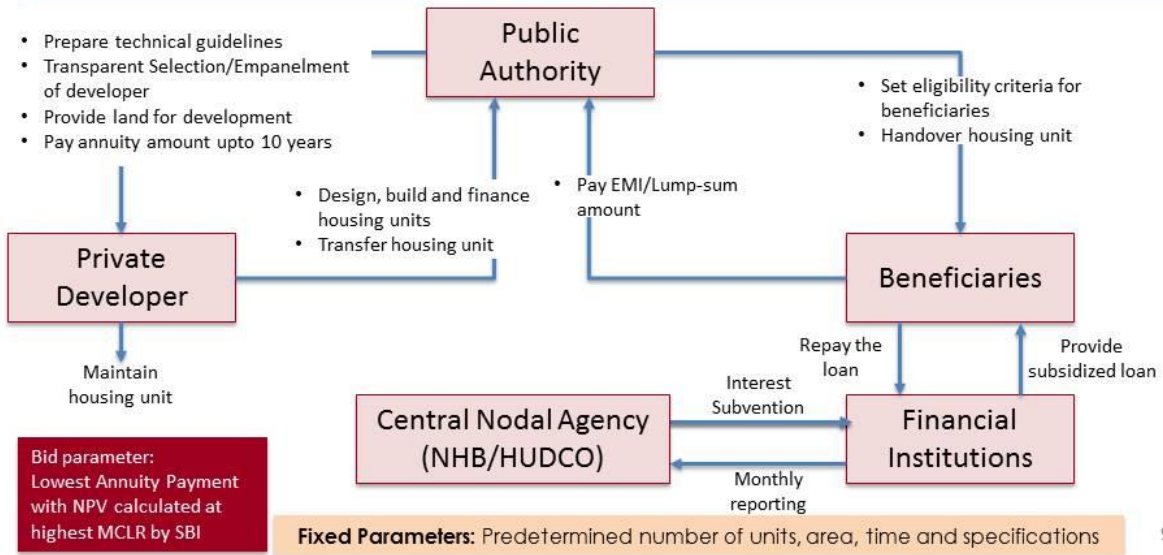 • Prepare technical guidelines
• Transparent Selection/Empanelment
of developer
• Provide land for development
• Pay annuity amount upto 10 years
Public
Authority
• Set eligibility criteria for
beneficiaries
• Handover housing unit
• Design, build and finance
housing units
• Transfer housing unit
• Pay EMI/Lump-sum
amount
Private
Developer
Beneficiaries
Maintain
housing unit
Repay the
loan
Provide
subsidized loan
Interest
Subvention
Central Nodal Agency
(NHB/HUDCO)
Financial
Institutions
Monthly
reporting
Bid parameter:
Lowest Annuity Payment
with NPV calculated at
highest MCLR by SBI
Fixed Parameters: Predetermined number of units, area, time and specifications